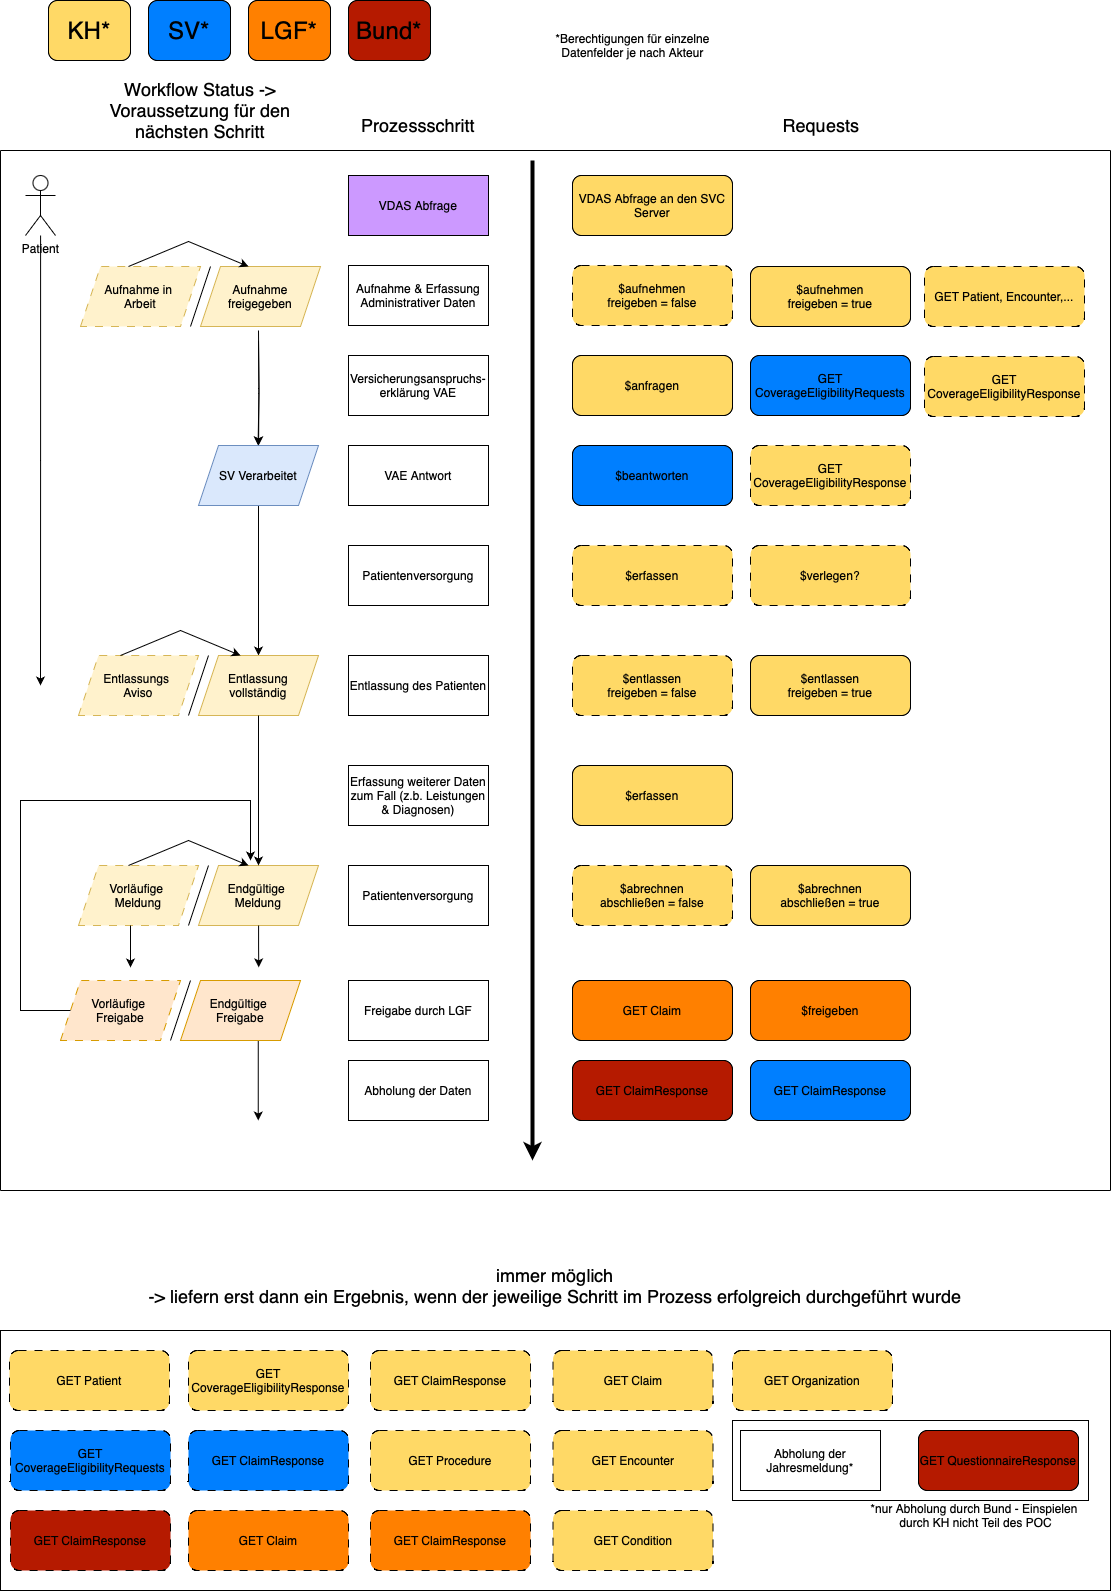 KH*
SV*
LGF*
Bund*
*Berechtigungen für einzelne
Datenfelder je nach Akteur
Workflow Status ->
Voraussetzung für den
nächsten Schritt
Prozessschritt
Requests
Patient
VDAS Abfrage
VDAS Abfrage an den SVC
Server
Aufnahme in
Arbeit
Aufnahme
freigegeben
Aufnahme & Erfassung
Administrativer Daten
$aufnehmen
freigeben = false
$aufnehmen
freigeben = true
GET Patient, Encounter,...
Versicherungsanspruchs-
erklärung VAE
$anfragen
GET
CoverageEligibilityRequests
GET
CoverageEligibilityResponse
SV Verarbeitet
VAE Antwort
$beantworten
GET
CoverageEligibilityResponse
Patientenversorgung
$erfassen
$verlegen?
Entlassungs
Aviso
Entlassung
vollständig
Entlassung des Patienten
$entlassen
freigeben = false
$entlassen
freigeben = true
Erfassung weiterer Daten
zum Fall (z.b. Leistungen
& Diagnosen)
$erfassen
Vorläufige
Meldung
Endgültige
Meldung
Patientenversorgung
$abrechnen
abschließen = false
$abrechnen
abschließen = true
Vorläufige
Freigabe
Endgültige
Freigabe
Freigabe durch LGF
GET Claim
$freigeben
Abholung der Daten
GET ClaimResponse
GET ClaimResponse
immer möglich
-> liefern erst dann ein Ergebnis, wenn der jeweilige Schritt im Prozess erfolgreich durchgeführt wurde
GET Patient
GET
CoverageEligibilityResponse
GET ClaimResponse
GET Claim
GET Organization
GET
CoverageEligibilityRequests
GET ClaimResponse
GET Procedure
GET Encounter
Abholung der
Jahresmeldung*
GET QuestionnaireResponse
*nur Abholung durch Bund - Einspielen
durch KH nicht Teil des POC
GET ClaimResponse
GET Claim
GET ClaimResponse
GET Condition